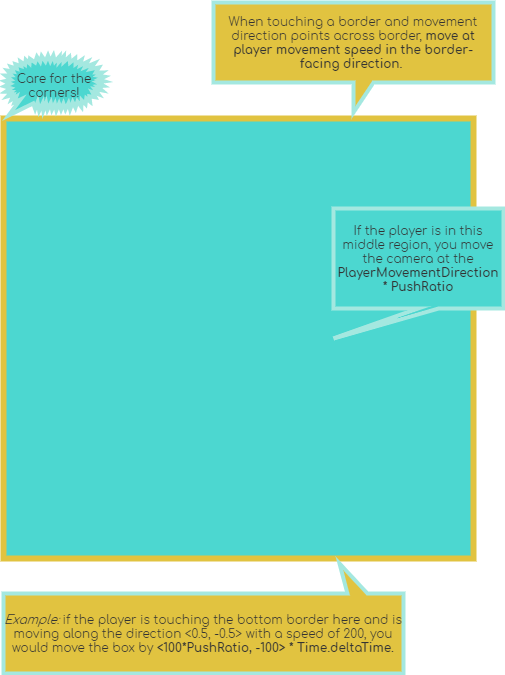 When touching a border and movement
direction points across border, move at
player movement speed in the border-
facing direction.
Care for the
corners!
If the player is in this
middle region, you move
the camera at the
PlayerMovementDirection
* PushRatio
Example: if the player is touching the bottom border here and is
moving along the direction <0.5, -0.5> with a speed of 200, you
would move the box by <100*PushRatio, -100> * Time.deltaTime.